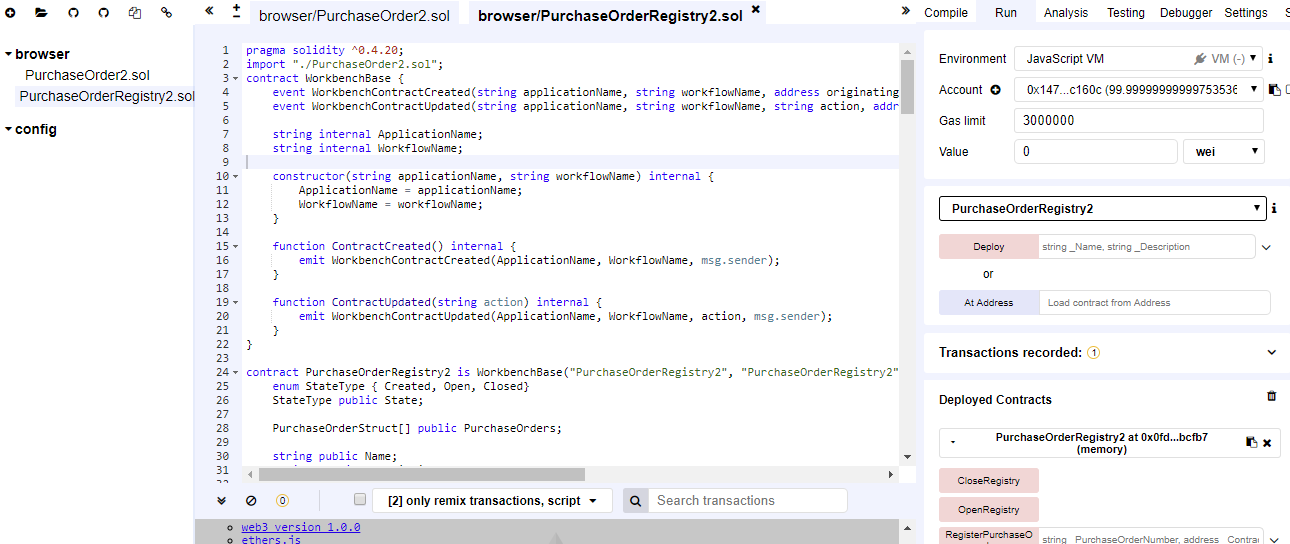 browser/PurchaseOrder2.sol
browser/PurchaseOrderRegistry2.sol
Compile Run Analysis Testing Debugger Settings
browser
PurchaseOrder2.sol
PurchaseOrderRegistry2.sol
config
1 pragma solidity ^0.4.20;
2 import "./PurchaseOrder2.sol";
3 contract WorkbenchBase {
4 event WorkbenchContractCreated(string applicationName, string workflowName, address originating
5 event WorkbenchContractUpdated(string applicationName, string workflowName, string action, addr
6
7 string internal ApplicationName;
8 string internal WorkflowName;
9
10 constructor(string applicationName, string workflowName) internal {
11 ApplicationName = applicationName;
12 WorkflowName = workflowName;
13 }
14
15 function ContractCreated() internal {
16 emit WorkbenchContractCreated(ApplicationName, WorkflowName, msg.sender);
17 }
18
19 function ContractUpdated(string action) internal {
20 emit WorkbenchContractUpdated(ApplicationName, WorkflowName, action, msg.sender);
21 }
22 }
23
24 contract PurchaseOrderRegistry2 is WorkbenchBase("PurchaseOrderRegistry2", "PurchaseOrderRegistry2"
25 enum StateType { Created, Open, Closed}
26 StateType public State;
27
28 PurchaseOrderStruct[] public PurchaseOrders;
29
30 string public Name;
31
0
[2] only remix transactions, script
Search transactions
web3 version 1.0.0
ethers.js
Environment
JavaScript VM
VM (-)
Account
0x147...c160c (99.99999999999753536
Gas limit
3000000
Value
0
wei
PurchaseOrderRegistry2
Deploy
string _Name, string _Description
or
At Address
Load contract from Address
Transactions recorded: 1
Deployed Contracts
PurchaseOrderRegistry2 at 0x0fd...bcfb7
(memory)
CloseRegistry
OpenRegistry
RegisterPurchaseO
string _PurchaseOrderNumber, address _Contrac